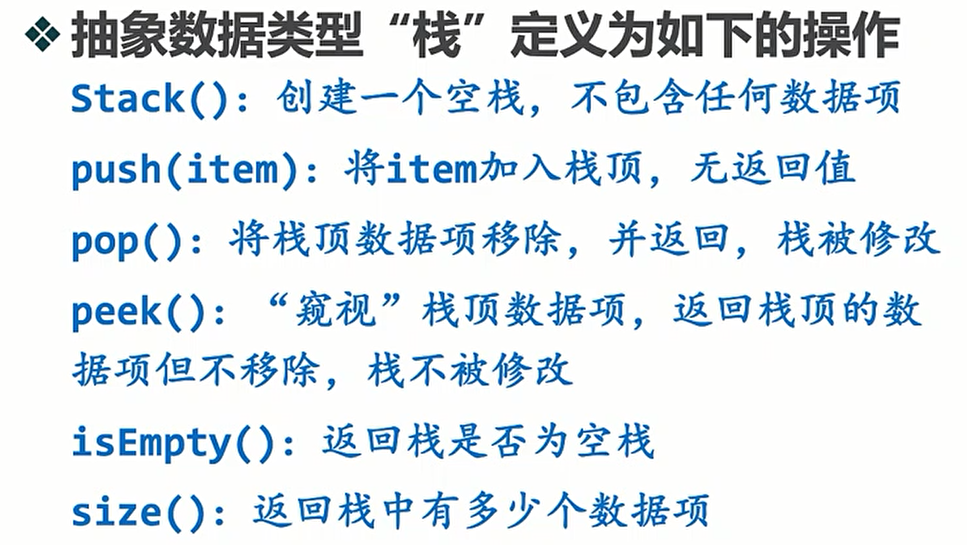 ❖抽象数据类型“栈”定义为如下的操作
Stack(): 创建一个空栈，不包含任何数据项
push(item): 将item加入栈顶，无返回值
pop(): 将栈顶数据项移除，并返回，栈被修改
peek(): “窥视”栈顶数据项，返回栈顶的数
据项但不移除，栈不被修改
isEmpty(): 返回栈是否为空栈
size(): 返回栈中有多少个数据项